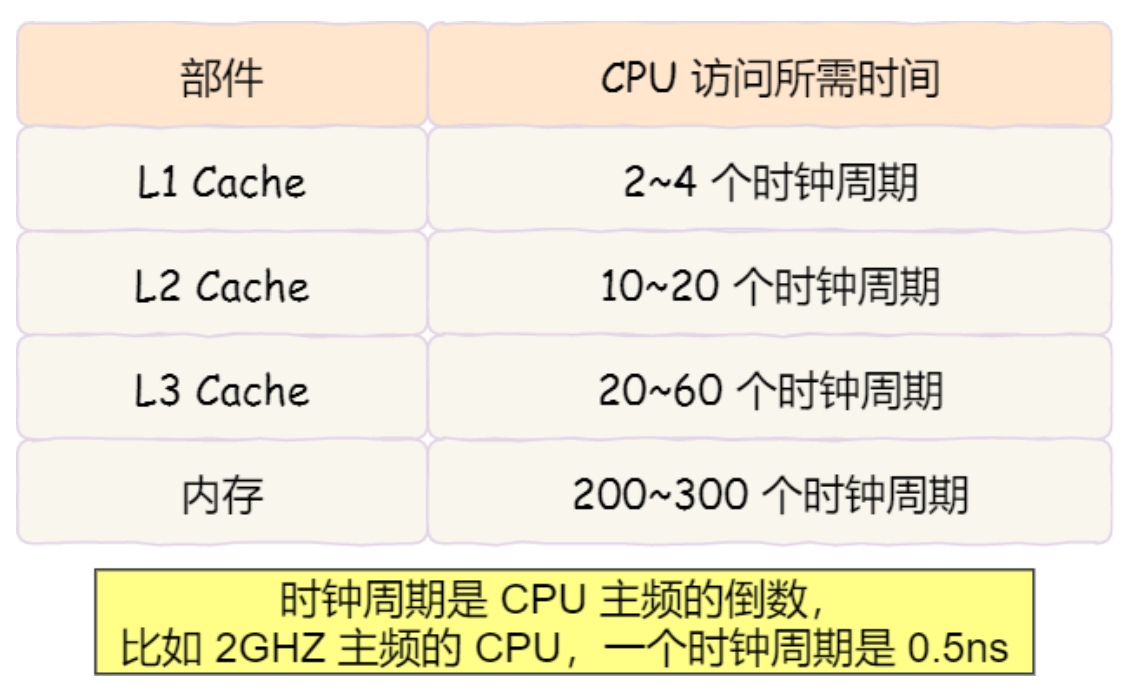 部件 CPU 访问所需时间
L1 Cache 2~4 个时钟周期
L2 Cache 10~20 个时钟周期
L3 Cache 20~60 个时钟周期
内存 200~300 个时钟周期
时钟周期是 CPU 主频的倒数，
比如 2GHZ 主频的 CPU，一个时钟周期是 0.5ns